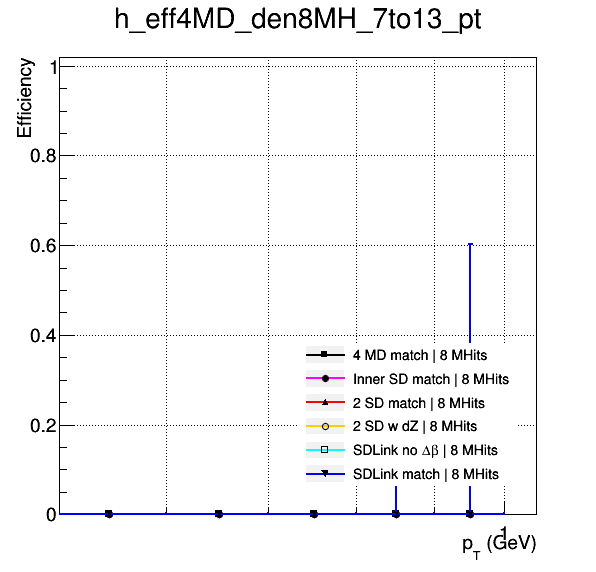 h_eff4MD_den8MH_7to13_pt
Efficiency
1
0.8
0.6
0.4
0.2
0
4 MD match | 8 MHits
Inner SD match | 8 MHits
2 SD match | 8 MHits
2 SD w dZ | 8 MHits
SDLink no Δβ | 8 MHits
SDLink match | 8 MHits
1
p_T (GeV)